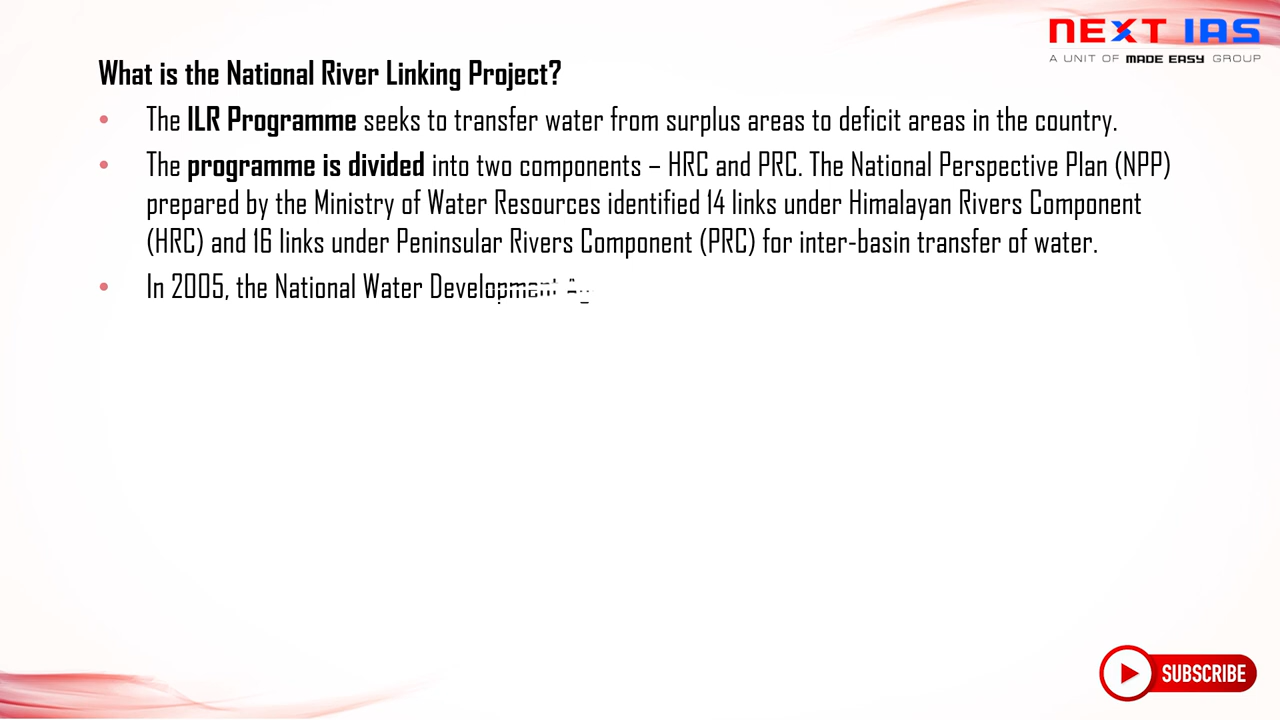 NEXT IAS
A UNIT OF MADE EASY GROUP
What is the National River Linking Project?
• The ILR Programme seeks to transfer water from surplus areas to deficit areas in the country.
• The programme is divided into two components – HRC and PRC. The National Perspective Plan (NPP)
prepared by the Ministry of Water Resources identified 14 links under Himalayan Rivers Component
(HRC) and 16 links under Peninsular Rivers Component (PRC) for inter-basin transfer of water.
• In 2005, the National Water Development
SUBSCRIBE